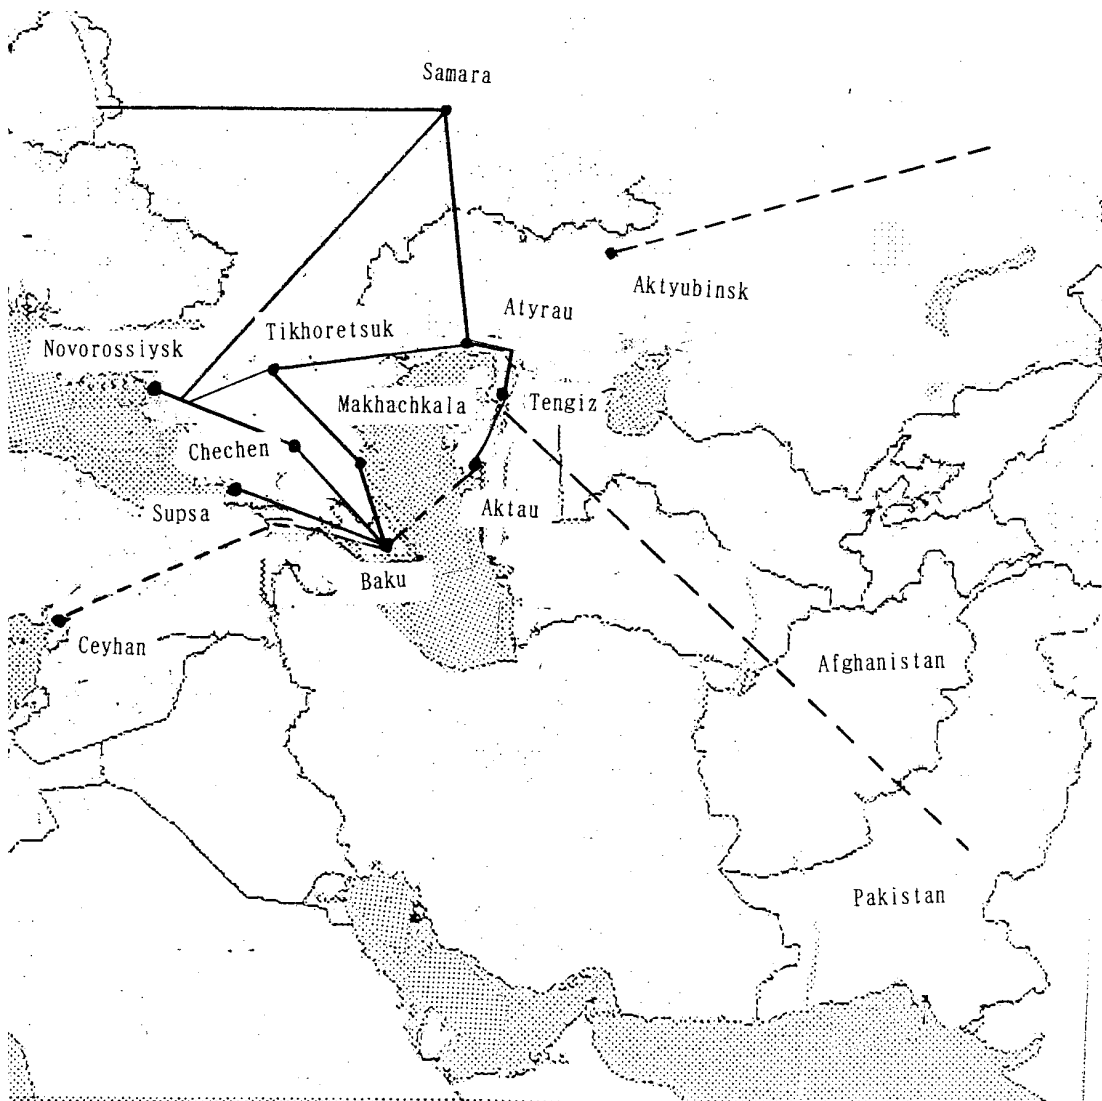 Samara
Aktyubinsk
Atyrau
Tikhoretsuk
Novorossiysk
Makhachkala
Tengiz
Chechen
Supsa
Aktau
Baku
Ceyhan
Afghanistan
Pakistan